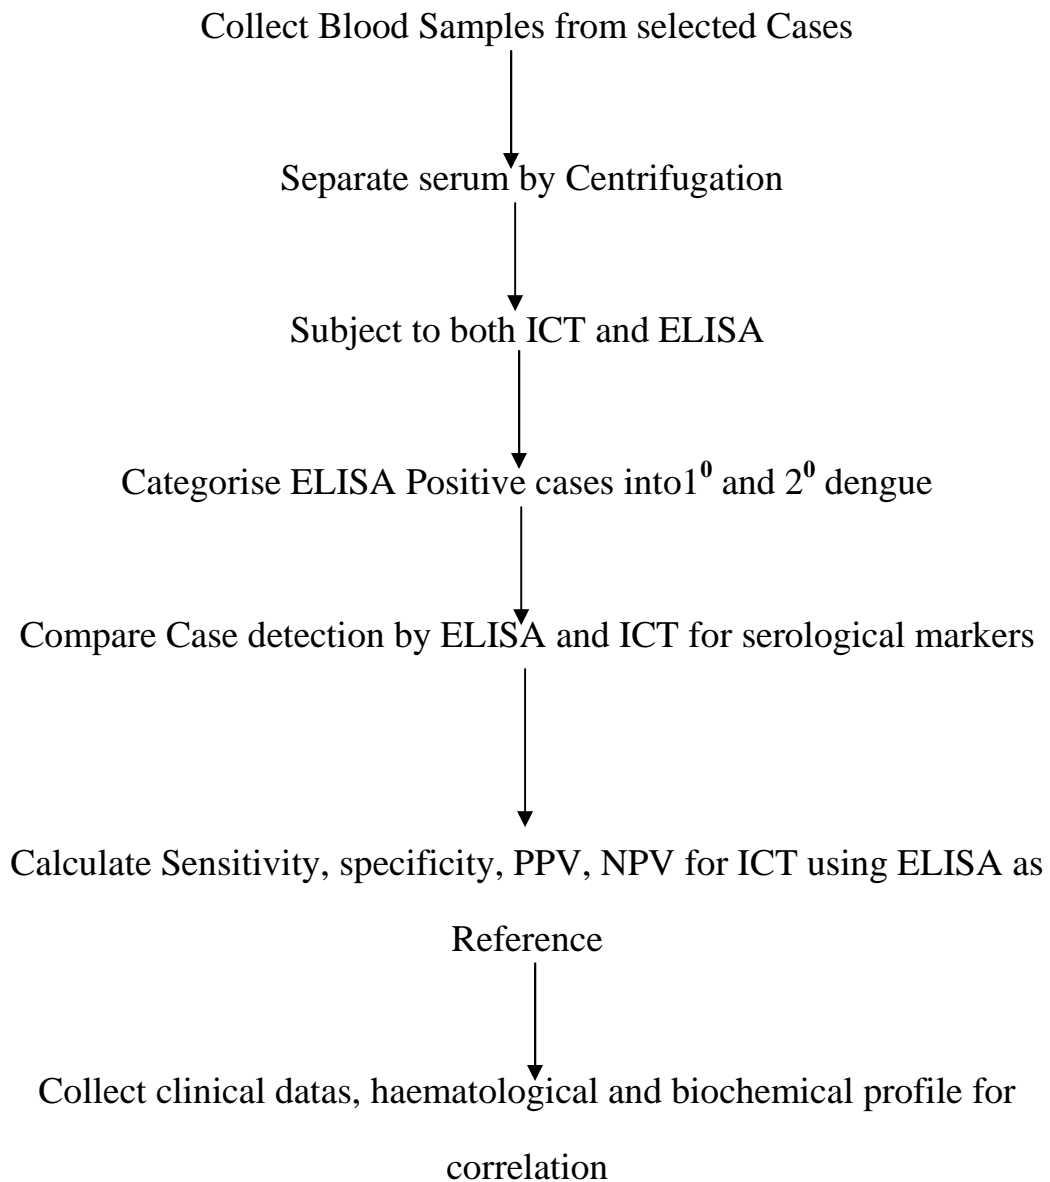 Collect Blood Samples from selected Cases
Separate serum by Centrifugation
Subject to both ICT and ELISA
Categorise ELISA Positive cases into1⁰ and 2⁰ dengue
Compare Case detection by ELISA and ICT for serological markers
Calculate Sensitivity, specificity, PPV, NPV for ICT using ELISA as
Reference
Collect clinical datas, haematological and biochemical profile for
correlation